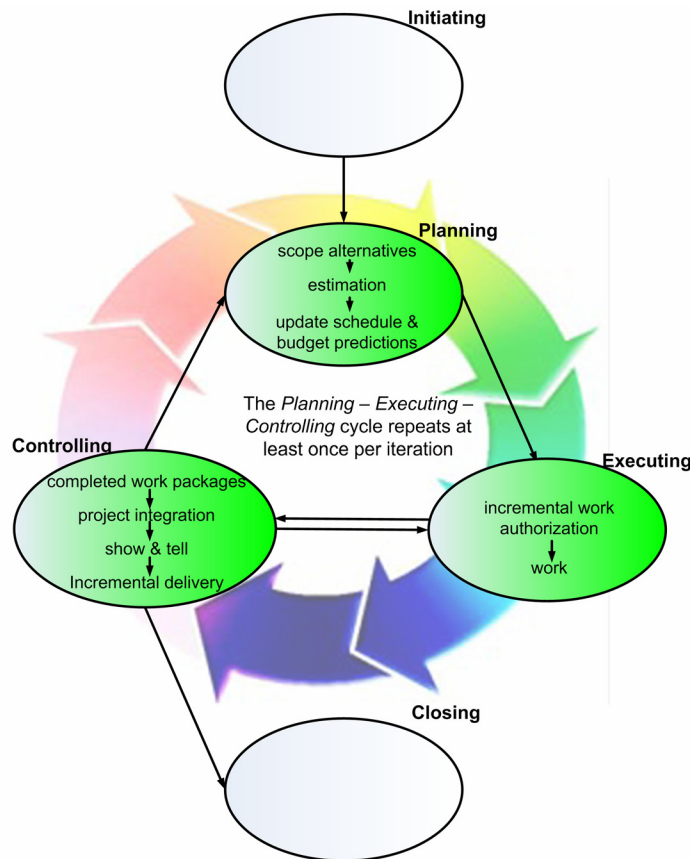 Initiating
Planning
scope alternatives
estimation
update schedule &
budget predictions
The Planning – Executing –
Controlling cycle repeats at
least once per iteration
Controlling
completed work packages
project integration
show & tell
Incremental delivery
Executing
incremental work
authorization
work
Closing